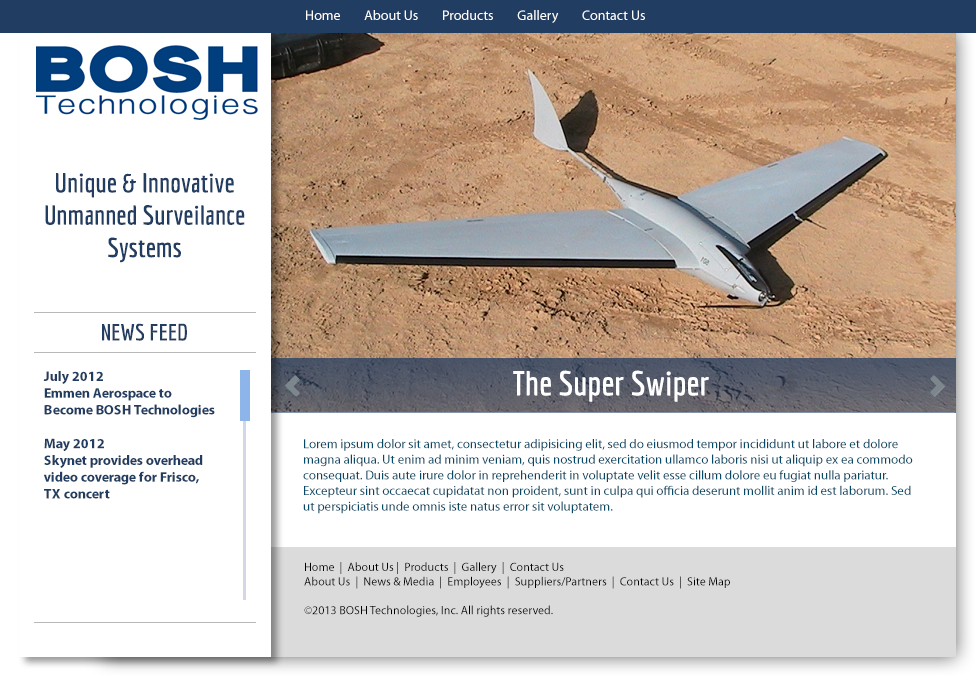 Home About Us Products Gallery Contact Us
BOSH
Technologies
Unique & Innovative
Unmanned Surveilance
Systems
NEWS FEED
July 2012
Emmen Aerospace to
Become BOSH Technologies
May 2012
Skynet provides overhead
video coverage for Frisco,
TX concert
The Super Swiper
Lorem ipsum dolor sit amet, consectetur adipisicing elit, sed do eiusmod tempor incididunt ut labore et dolore
magna aliqua. Ut enim ad minim veniam, quis nostrud exercitation ullamco laboris nisi ut aliquip ex ea commodo
consequat. Duis aute irure dolor in reprehenderit in voluptate velit esse cillum dolore eu fugiat nulla pariatur.
Excepteur sint occaecat cupidatat non proident, sunt in culpa qui officia deserunt mollit anim id est laborum. Sed
ut perspiciatis unde omnis iste natus error sit voluptatem.
Home | About Us | Products | Gallery | Contact Us
About Us | News & Media | Employees | Suppliers/Partners | Contact Us | Site Map
©2013 BOSH Technologies, Inc. All rights reserved.